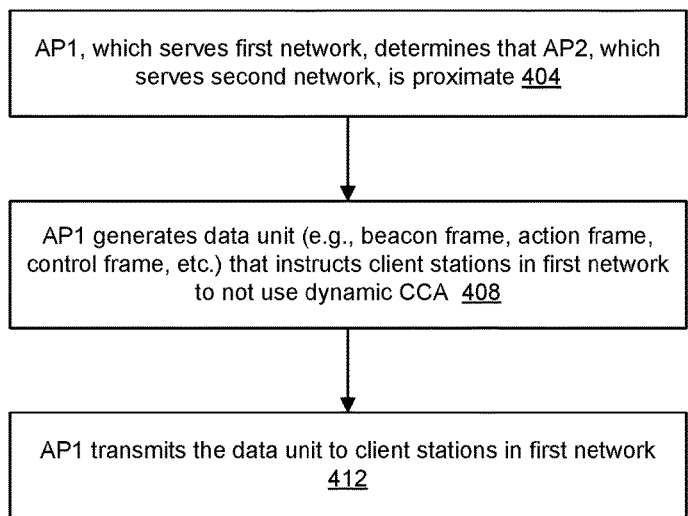 AP1, which serves first network, determines that AP2, which
serves second network, is proximate 404
AP1 generates data unit (e.g., beacon frame, action frame,
control frame, etc.) that instructs client stations in first network
to not use dynamic CCA 408
AP1 transmits the data unit to client stations in first network
412